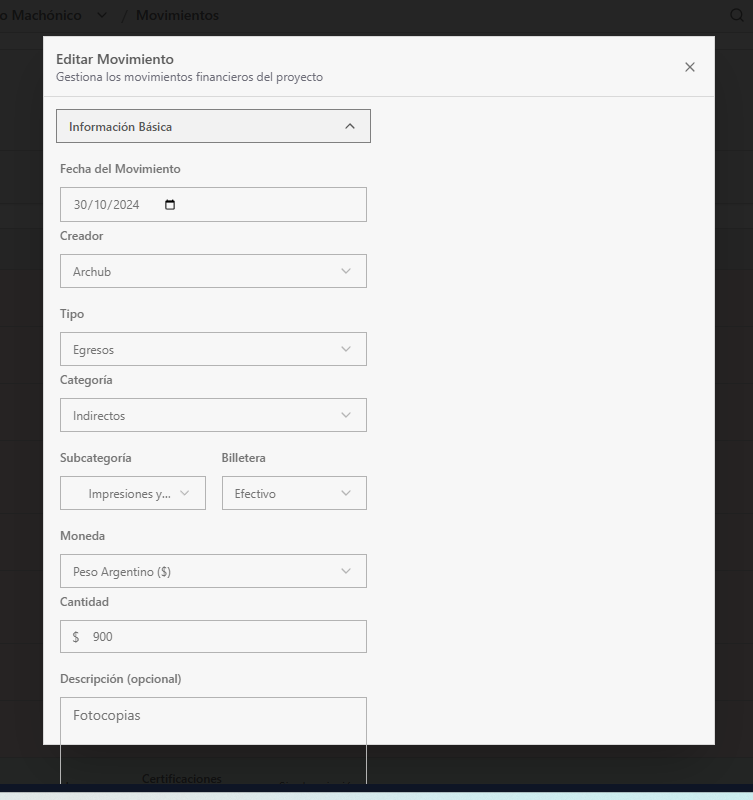 o Machónico / Movimientos
Editar Movimiento
Gestiona los movimientos financieros del proyecto
Información Básica
Fecha del Movimiento
30/10/2024
Creador
Archub
Tipo
Egresos
Categoría
Indirectos
Subcategoría Billetera
Impresiones y... Efectivo
Moneda
Peso Argentino ($)
Cantidad
$ 900
Descripción (opcional)
Fotocopias
Certificaciones